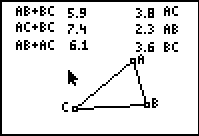 AB+BC 5.9 3.8 AC
AC+BC 7.4 2.3 AB
AB+AC 6.1 3.6 BC
A
C
B